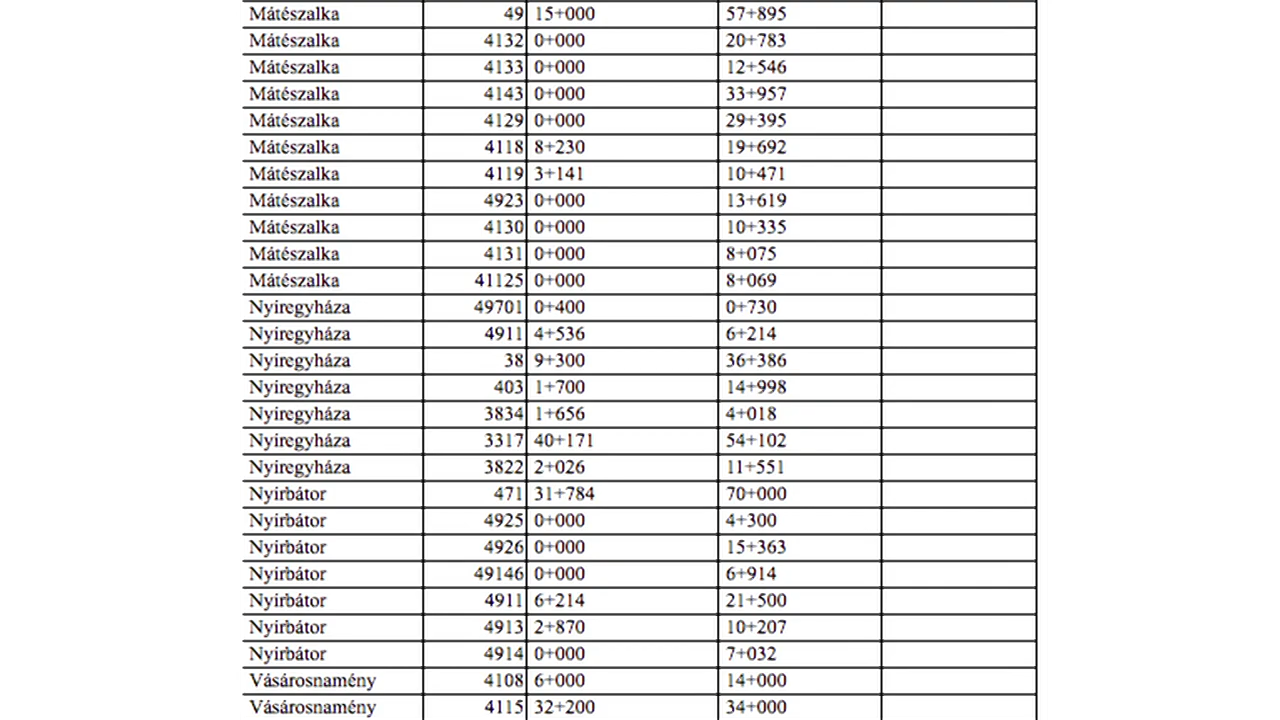 Mátészalka 49 15+000 57+895
Mátészalka 4132 0+000 20+783
Mátészalka 4133 0+000 12+546
Mátészalka 4143 0+000 33+957
Mátészalka 4129 0+000 29+395
Mátészalka 4118 8+230 19+692
Mátészalka 4119 3+141 10+471
Mátészalka 4923 0+000 13+619
Mátészalka 4130 0+000 10+335
Mátészalka 4131 0+000 8+075
Mátészalka 41125 0+000 8+069
Nyíregyháza 49701 0+400 0+730
Nyíregyháza 4911 4+536 6+214
Nyíregyháza 38 9+300 36+386
Nyíregyháza 403 1+700 14+998
Nyíregyháza 3834 1+656 4+018
Nyíregyháza 3317 40+171 54+102
Nyíregyháza 3822 2+026 11+551
Nyírbátor 471 31+784 70+000
Nyírbátor 4925 0+000 4+300
Nyírbátor 4926 0+000 15+363
Nyírbátor 49146 0+000 6+914
Nyírbátor 4911 6+214 21+500
Nyírbátor 4913 2+870 10+207
Nyírbátor 4914 0+000 7+032
Vásárosnamény 4108 6+000 14+000
Vásárosnamény 4115 32+200 34+000